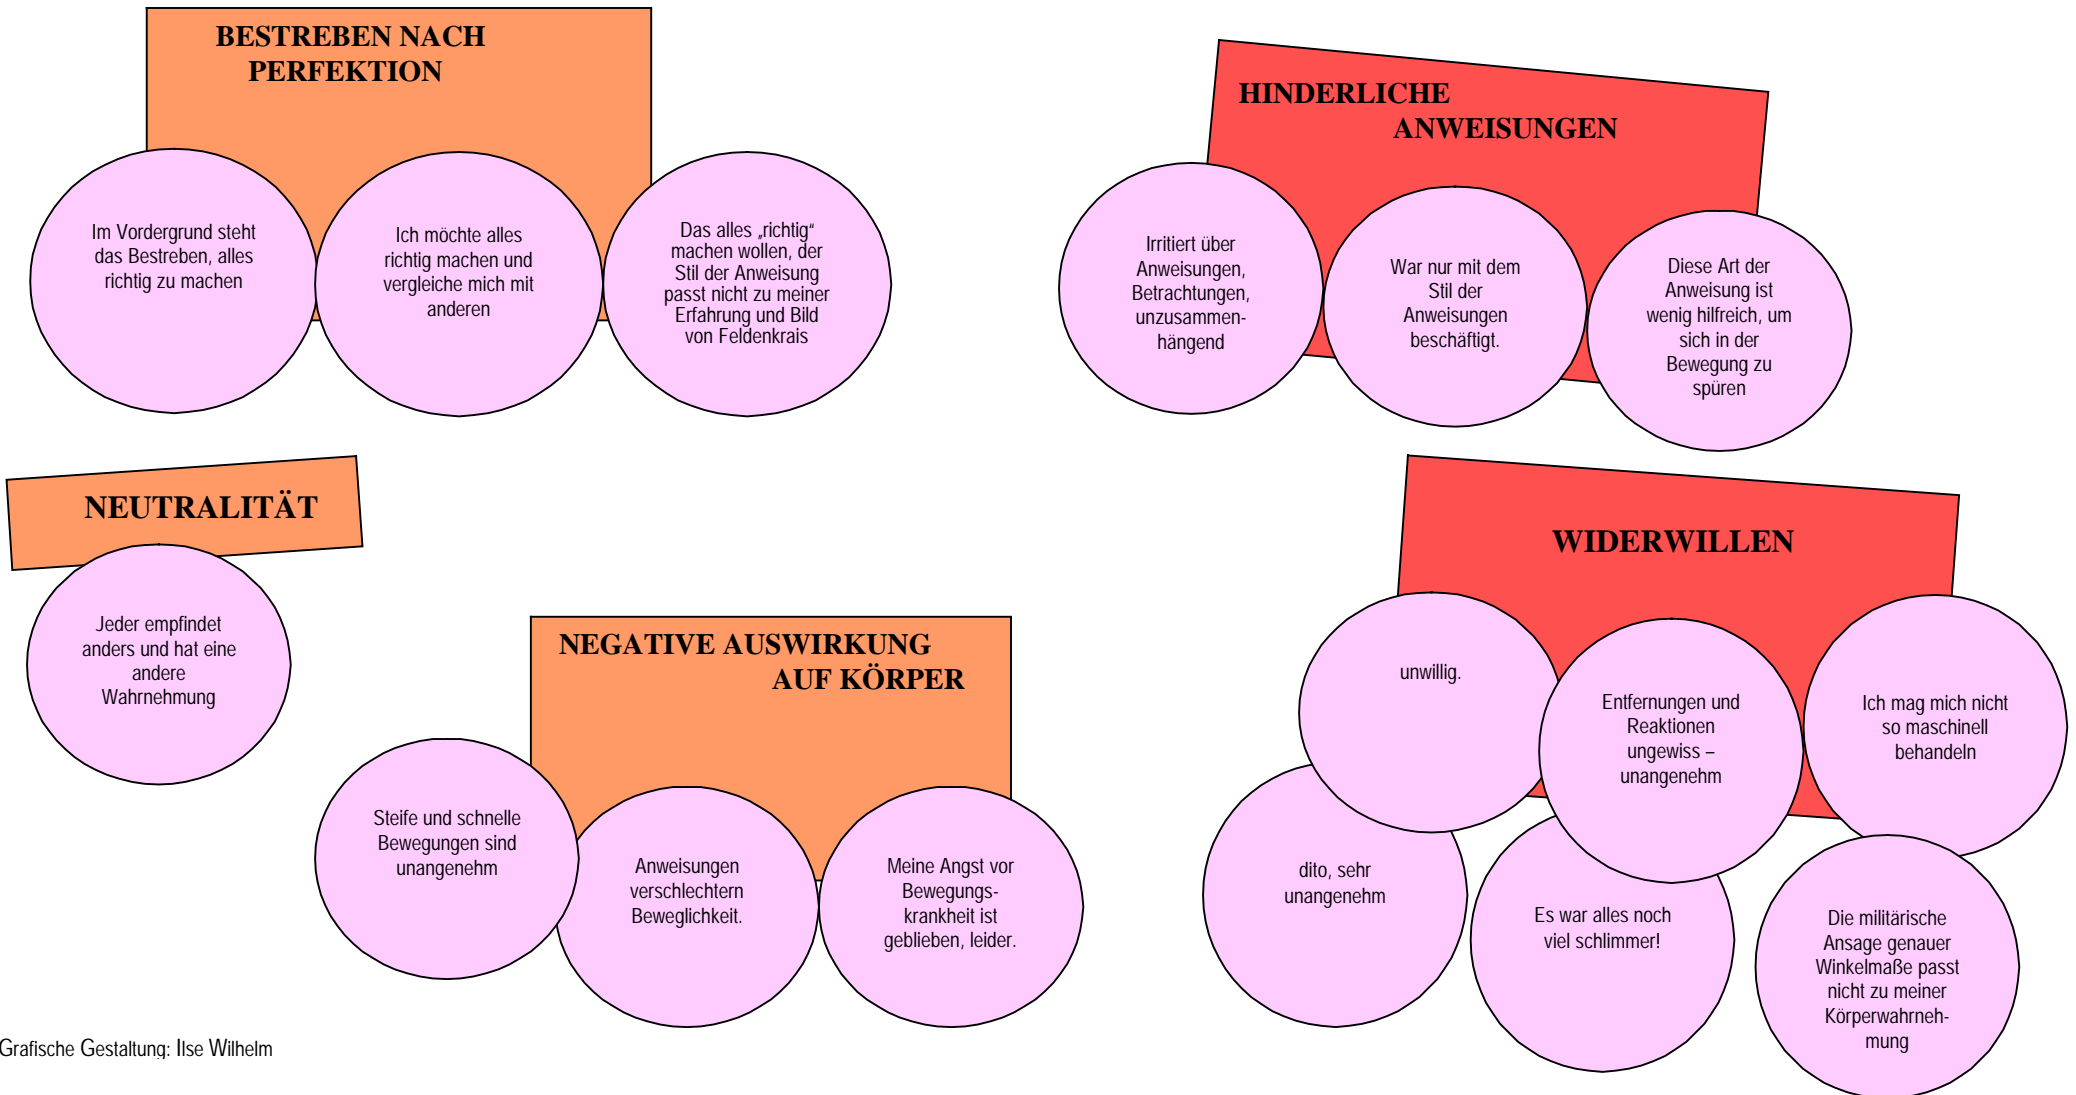 BESTREBEN NACH
PERFEKTION
Im Vordergrund steht
das Bestreben, alles
richtig zu machen
Ich möchte alles
richtig machen und
vergleiche mich mit
anderen
Das alles „richtig“
machen wollen, der
Stil der Anweisung
passt nicht zu meiner
Erfahrung und Bild
von Feldenkrais
HINDERLICHE
ANWEISUNGEN
Irritiert über
Anweisungen,
Betrachtungen,
unzusammen-
hängend
War nur mit dem
Stil der
Anweisungen
beschäftigt.
Diese Art der
Anweisung ist
wenig hilfreich, um
sich in der
Bewegung zu
spüren
NEUTRALITÄT
Jeder empfindet
anders und hat eine
andere
Wahrnehmung
NEGATIVE AUSWIRKUNG
AUF KÖRPER
Steife und schnelle
Bewegungen sind
unangenehm
Anweisungen
verschlechtern
Beweglichkeit.
Meine Angst vor
Bewegungs-
krankheit ist
geblieben, leider.
WIDERWILLEN
unwillig.
Entfernungen und
Reaktionen
ungewiss –
unangenehm
Ich mag mich nicht
so maschinell
behandeln
dito, sehr
unangenehm
Es war alles noch
viel schlimmer!
Die militärische
Ansage genauer
Winkelmaße passt
nicht zu meiner
Körperwahrneh-
mung
Grafische Gestaltung: Ilse Wilhelm